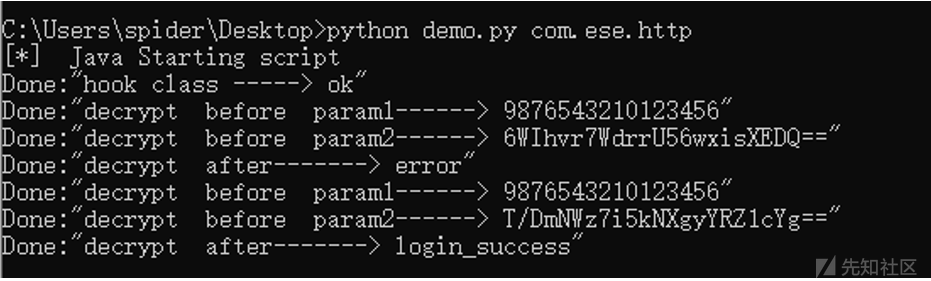 C:\Users\spider\Desktop>python demo.py com.ese.http
[*]  Java Starting script
Done:"hook class -----> ok"
Done:"decrypt  before  param1------> 9876543210123456"
Done:"decrypt  before  param2------> 6WIhvr7WdrrU56wxisXEDQ=="
Done:"decrypt  after-------> error"
Done:"decrypt  before  param1------> 9876543210123456"
Done:"decrypt  before  param2------> T/DmNWz7i5kNXgyYRZ1cYg=="
Done:"decrypt  after-------> login_success"
先知社区